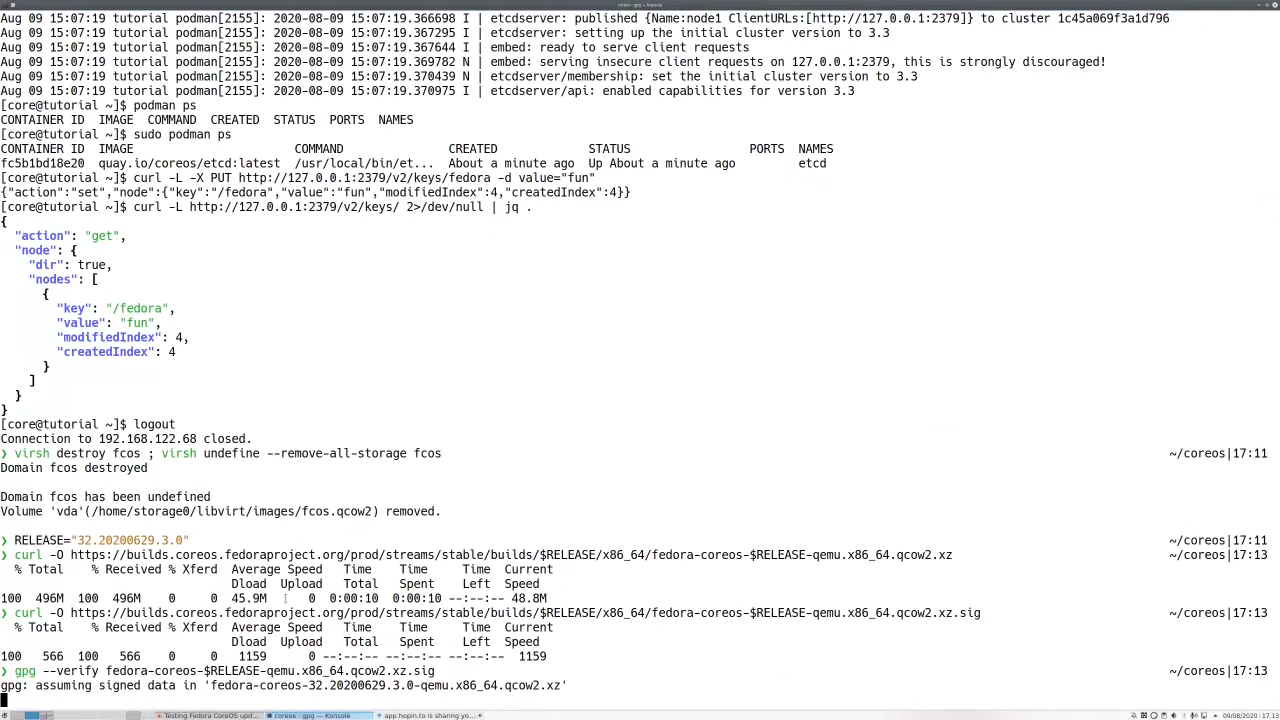 coreos : gpg — Konsole
Aug 09 15:07:19 tutorial podman[2155]: 2020-08-09 15:07:19.366698 I | etcdserver: published {Name:node1 ClientURLs:[http://127.0.0.1:2379]} to cluster 1c45a069f3a1d796
Aug 09 15:07:19 tutorial podman[2155]: 2020-08-09 15:07:19.367295 I | etcdserver: setting up the initial cluster version to 3.3
Aug 09 15:07:19 tutorial podman[2155]: 2020-08-09 15:07:19.367644 I | embed: ready to serve client requests
Aug 09 15:07:19 tutorial podman[2155]: 2020-08-09 15:07:19.369782 N | embed: serving insecure client requests on 127.0.0.1:2379, this is strongly discouraged!
Aug 09 15:07:19 tutorial podman[2155]: 2020-08-09 15:07:19.370439 N | etcdserver/membership: set the initial cluster version to 3.3
Aug 09 15:07:19 tutorial podman[2155]: 2020-08-09 15:07:19.370975 I | etcdserver/api: enabled capabilities for version 3.3
[core@tutorial ~]$ podman ps
CONTAINER ID  IMAGE  COMMAND  CREATED  STATUS  PORTS  NAMES
[core@tutorial ~]$ sudo podman ps
CONTAINER ID  IMAGE                       COMMAND               CREATED             STATUS                 PORTS  NAMES
fc5b1bd18e20  quay.io/coreos/etcd:latest  /usr/local/bin/et...  About a minute ago  Up About a minute ago         etcd
[core@tutorial ~]$ curl -L -X PUT http://127.0.0.1:2379/v2/keys/fedora -d value="fun"
{"action":"set","node":{"key":"/fedora","value":"fun","modifiedIndex":4,"createdIndex":4}}
[core@tutorial ~]$ curl -L http://127.0.0.1:2379/v2/keys/ 2>/dev/null | jq .
{
  "action": "get",
  "node": {
    "dir": true,
    "nodes": [
      {
        "key": "/fedora",
        "value": "fun",
        "modifiedIndex": 4,
        "createdIndex": 4
      }
    ]
  }
}
[core@tutorial ~]$ logout
Connection to 192.168.122.68 closed.
❯ virsh destroy fcos ; virsh undefine --remove-all-storage fcos ~/coreos|17:11
Domain fcos destroyed
Domain fcos has been undefined
Volume 'vda'(/home/storage0/libvirt/images/fcos.qcow2) removed.
❯ RELEASE="32.20200629.3.0" ~/coreos|17:11
❯ curl -O https://builds.coreos.fedoraproject.org/prod/streams/stable/builds/$RELEASE/x86_64/fedora-coreos-$RELEASE-qemu.x86_64.qcow2.xz ~/coreos|17:13
  % Total    % Received % Xferd  Average Speed   Time    Time     Time  Current
                                 Dload  Upload   Total   Spent    Left  Speed
100  496M  100  496M    0     0  45.9M      0  0:00:10  0:00:10 --:--:-- 48.8M
❯ curl -O https://builds.coreos.fedoraproject.org/prod/streams/stable/builds/$RELEASE/x86_64/fedora-coreos-$RELEASE-qemu.x86_64.qcow2.xz.sig ~/coreos|17:13
  % Total    % Received % Xferd  Average Speed   Time    Time     Time  Current
                                 Dload  Upload   Total   Spent    Left  Speed
100   566  100   566    0     0   1159      0 --:--:-- --:--:-- --:--:--  1159
❯ gpg --verify fedora-coreos-$RELEASE-qemu.x86_64.qcow2.xz.sig ~/coreos|17:13
gpg: assuming signed data in 'fedora-coreos-32.20200629.3.0-qemu.x86_64.qcow2.xz'
Testing Fedora CoreOS upd... coreos : gpg — Konsole app.hopin.to is sharing yo... 09/08/2020 17:13